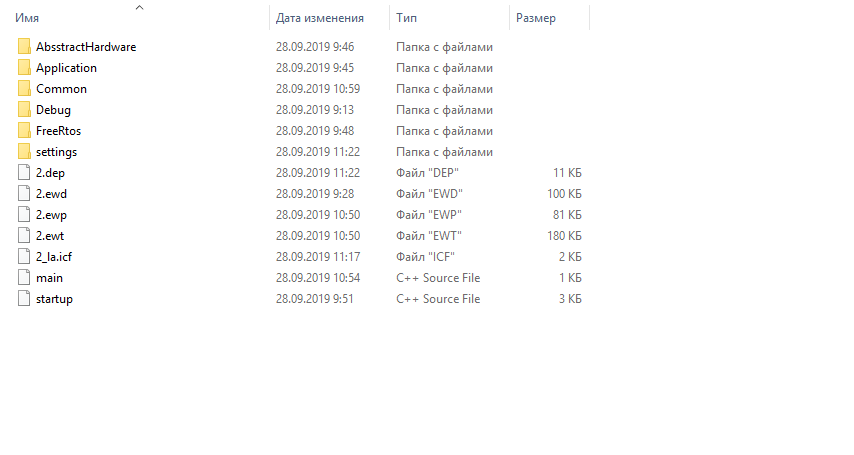 Имя Дата изменения Тип Размер
AbsstractHardware 28.09.2019 9:46 Папка с файлами
Application 28.09.2019 9:45 Папка с файлами
Common 28.09.2019 10:59 Папка с файлами
Debug 28.09.2019 9:13 Папка с файлами
FreeRtos 28.09.2019 9:48 Папка с файлами
settings 28.09.2019 11:22 Папка с файлами
2.dep 28.09.2019 11:22 Файл "DEP" 11 КБ
2.ewd 28.09.2019 9:28 Файл "EWD" 100 КБ
2.ewp 28.09.2019 10:50 Файл "EWP" 81 КБ
2.ewt 28.09.2019 10:50 Файл "EWT" 180 КБ
2_la.icf 28.09.2019 11:17 Файл "ICF" 2 КБ
main 28.09.2019 10:54 C++ Source File 1 КБ
startup 28.09.2019 9:51 C++ Source File 3 КБ